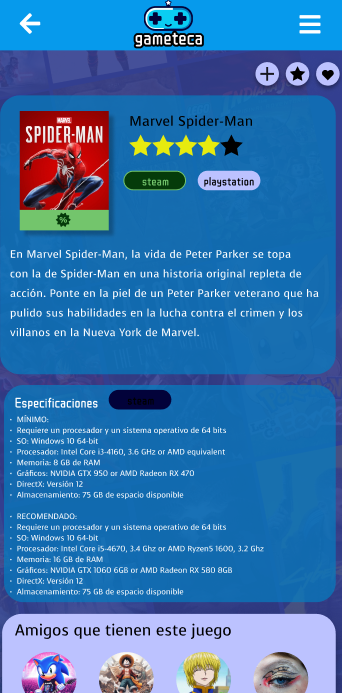 gameteca
Marvel Spider-Man
MARVEL
SPIDER-MAN
%
steam
playstation
En Marvel Spider-Man, la vida de Peter Parker se topa
con la de Spider-Man en una historia original repleta de
acción. Ponte en la piel de un Peter Parker veterano que ha
pulido sus habilidades en la lucha contra el crimen y los
villanos en la Nueva York de Marvel.
Especificaciones
• MÍNIMO:
• Requiere un procesador y un sistema operativo de 64 bits
• SO: Windows 10 64-bit
• Procesador: Intel Core i3-4160, 3.6 GHz or AMD equivalent
• Memoria: 8 GB de RAM
• Gráficos: NVIDIA GTX 950 or AMD Radeon RX 470
• DirectX: Versión 12
• Almacenamiento: 75 GB de espacio disponible
• RECOMENDADO:
• Requiere un procesador y un sistema operativo de 64 bits
• SO: Windows 10 64-bit
• Procesador: Intel Core i5-4670, 3.4 Ghz or AMD Ryzen5 1600, 3.2 Ghz
• Memoria: 16 GB de RAM
• Gráficos: NVIDIA GTX 1060 6GB or AMD Radeon RX 580 8GB
• DirectX: Versión 12
• Almacenamiento: 75 GB de espacio disponible
Amigos que tienen este juego